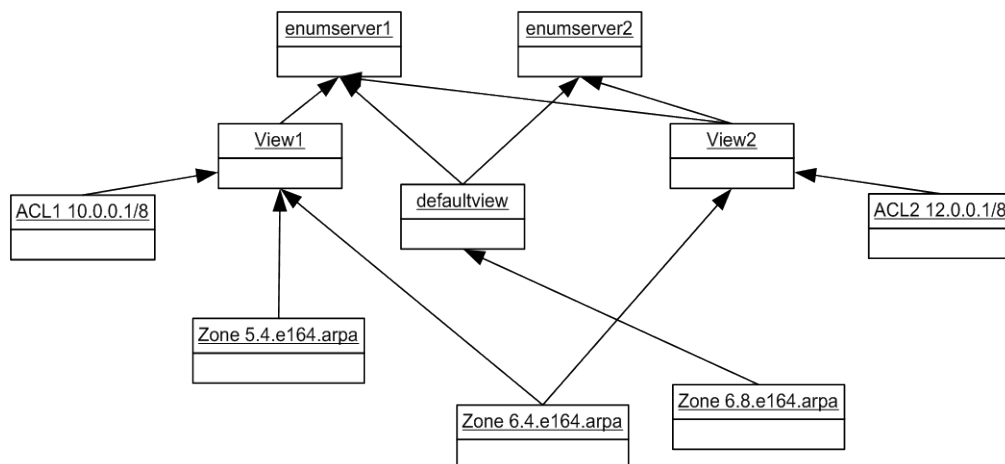 enumserver1
enumserver2
View1
View2
ACL1 10.0.0.1/8
defaultview
ACL2 12.0.0.1/8
Zone 5.4.e164.arpa
Zone 6.4.e164.arpa
Zone 6.8.e164.arpa